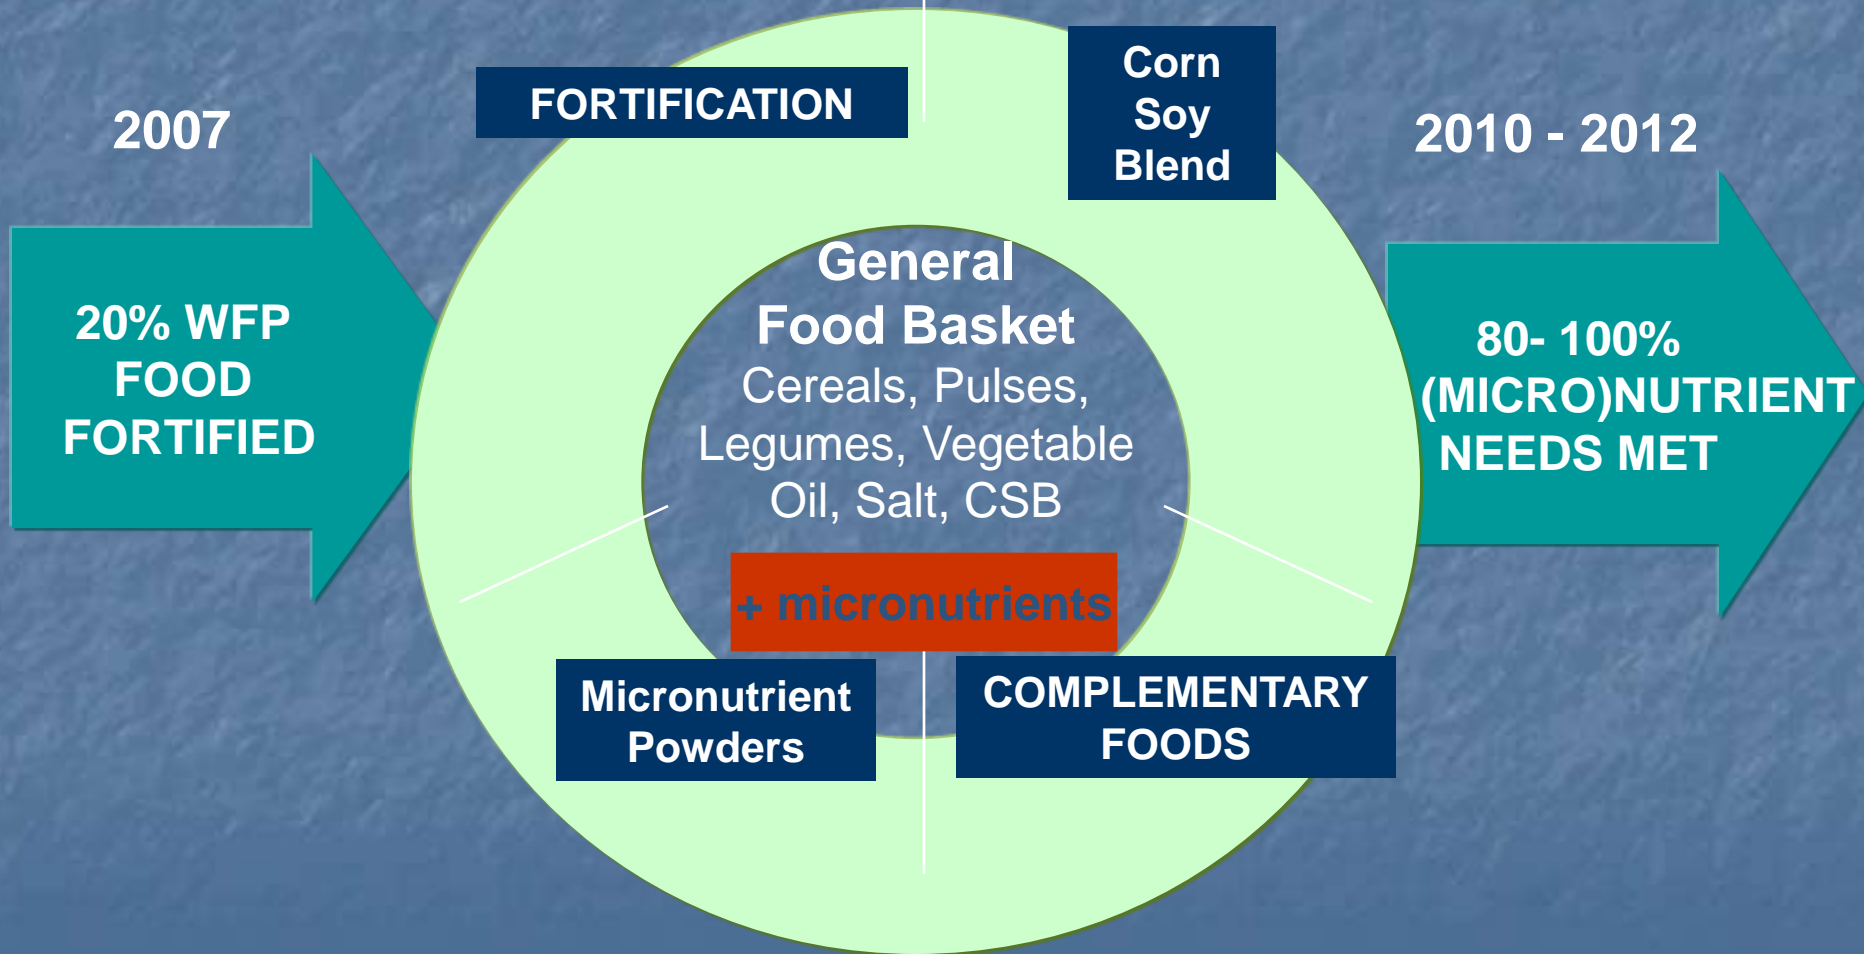 2007
20% WFP
FOOD
FORTIFIED
FORTIFICATION
Corn
Soy
Blend
General
Food Basket
Cereals, Pulses,
Legumes, Vegetable
Oil, Salt, CSB
+ micronutrients
Micronutrient
Powders
COMPLEMENTARY
FOODS
2010 - 2012
80- 100%
(MICRO)NUTRIENT
NEEDS MET